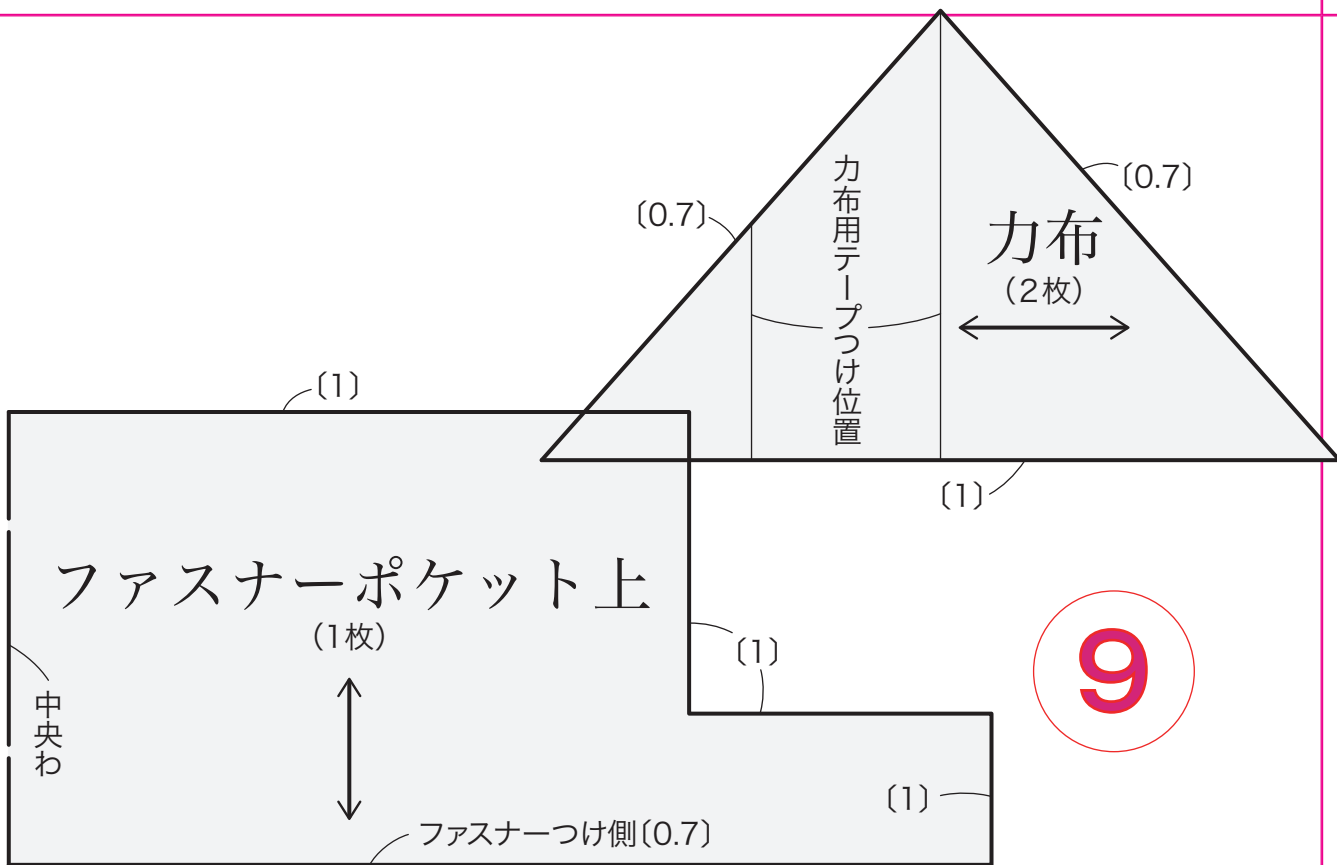 〔0.7〕
〔0.7〕
力布用テープつけ位置
力布
(2枚)
〔1〕
〔1〕
ファスナーポケット上
(1枚)
〔1〕
中央わ
〔1〕
ファスナーつけ側〔0.7〕
9